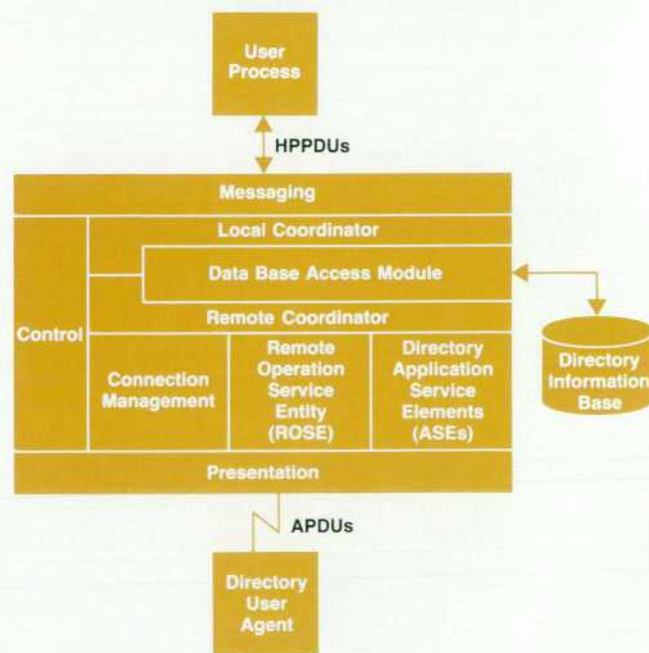 User
Process
HPPDUs
Messaging
Local Coordinator
Data Base Access Module
Control
Remote Coordinator
Connection
Management
Remote
Operation
Service
Entity
(ROSE)
Directory
Application
Service
Elements
(ASEs)
Directory
Information
Base
Presentation
APDUs
Directory
User
Agent